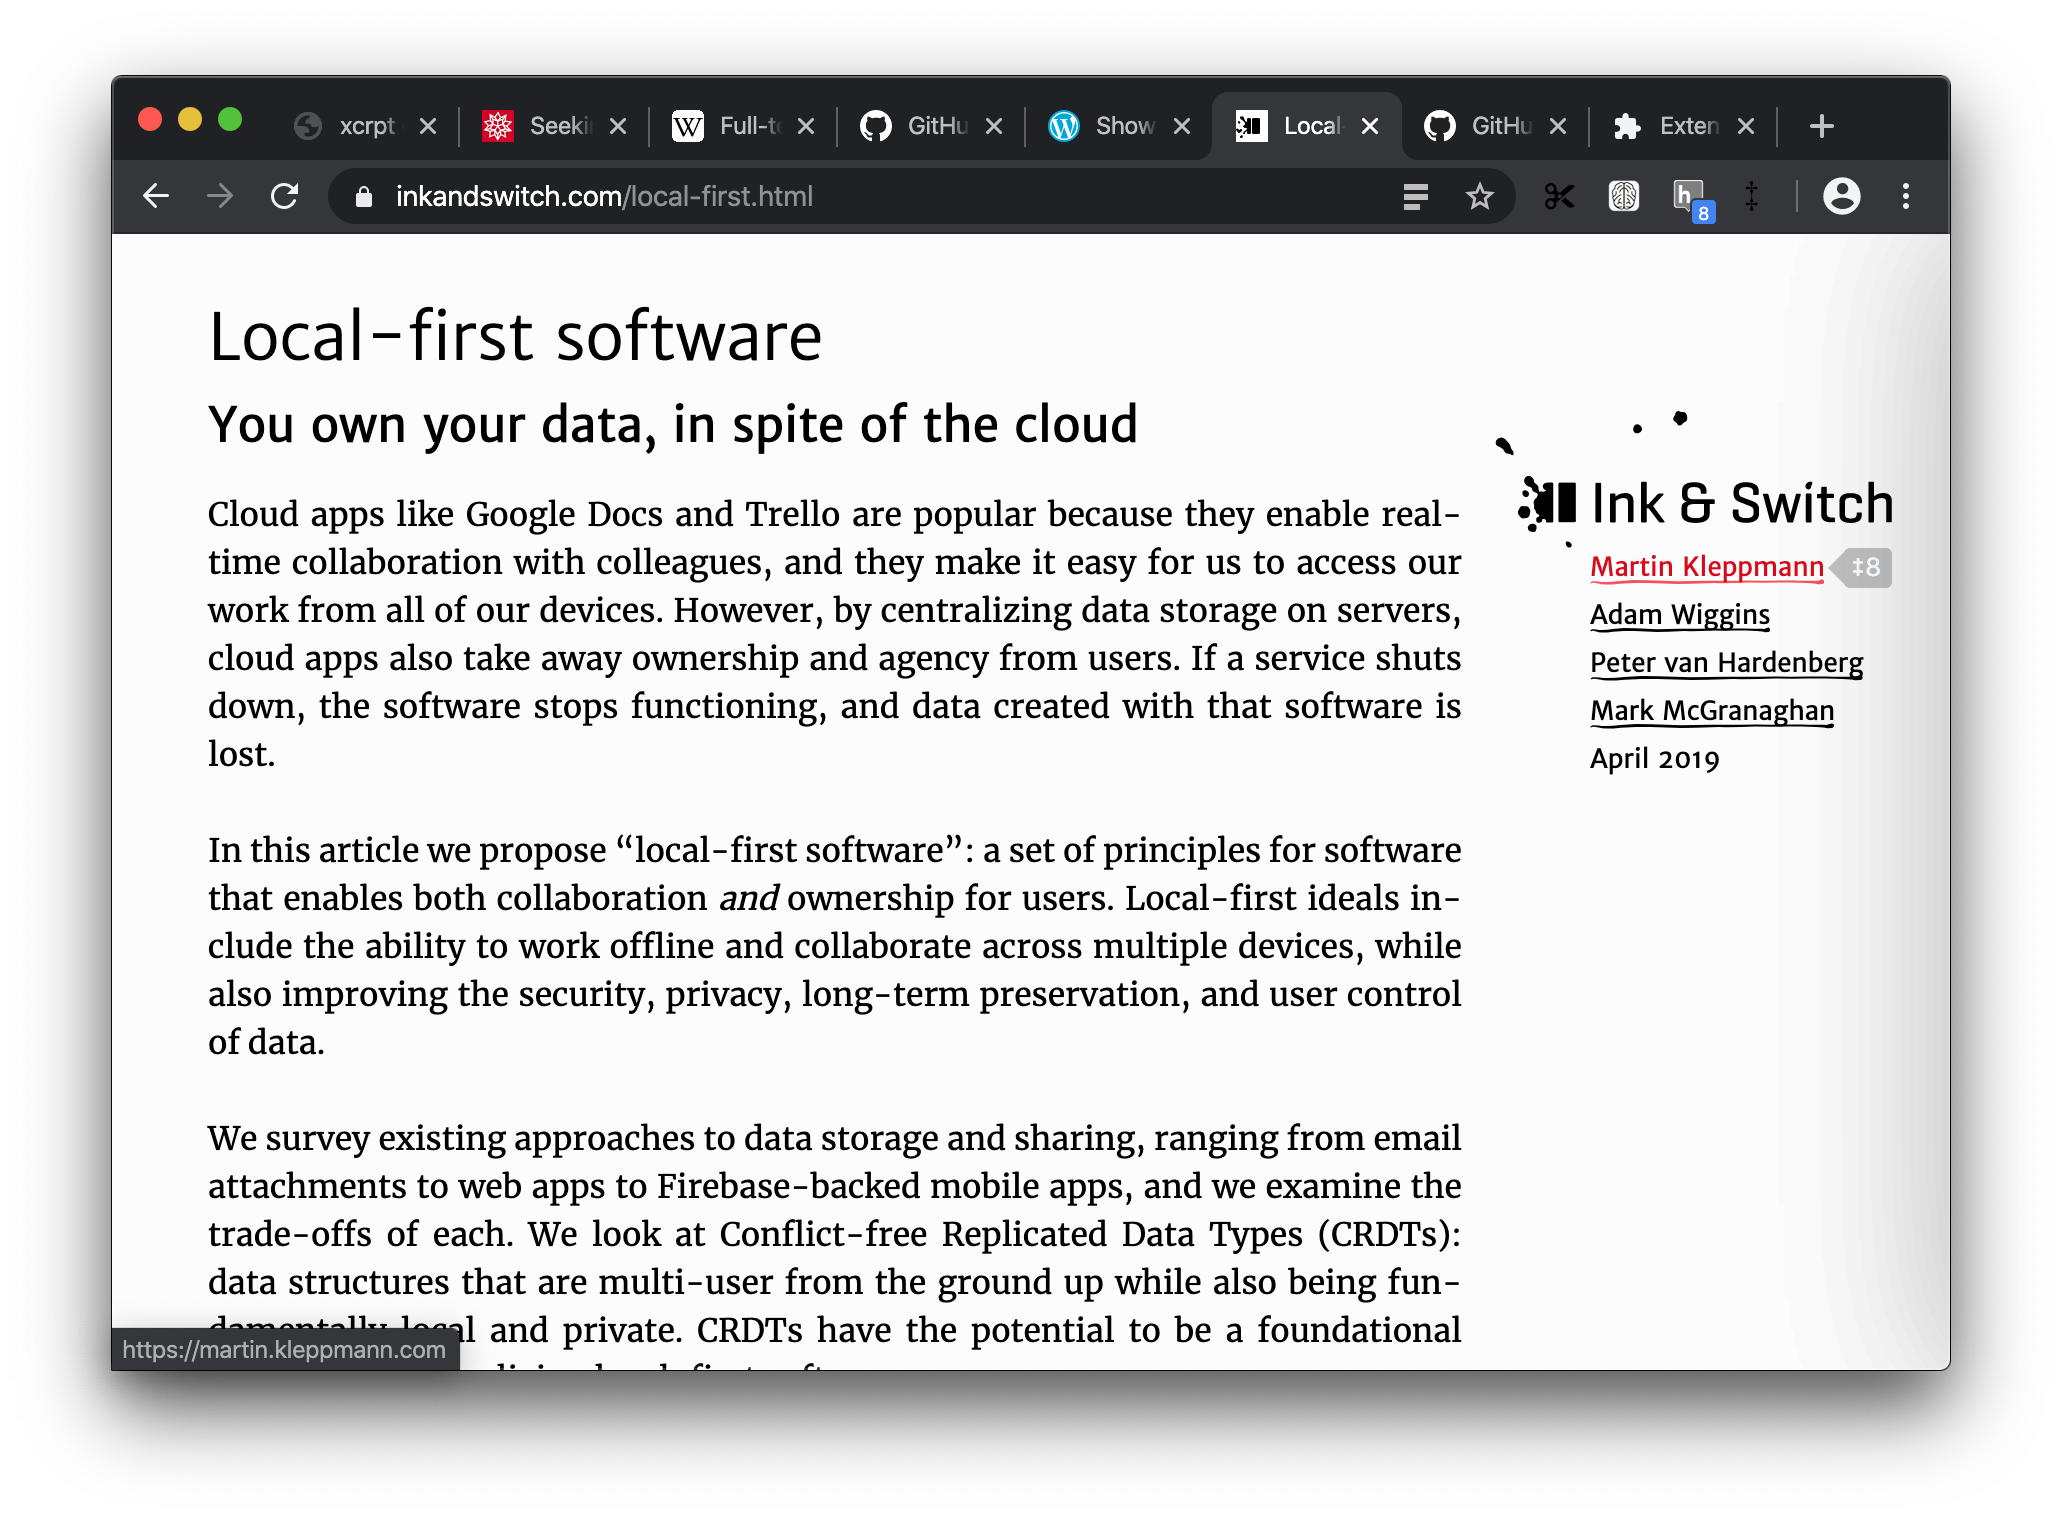 xcrpt
Seeki
Full-t
GitHu
Show
Local-
GitHu
Exten
inkandswitch.com/local-first.html
h
8
Local-first software
You own your data, in spite of the cloud
Cloud apps like Google Docs and Trello are popular because they enable real-
time collaboration with colleagues, and they make it easy for us to access our
work from all of our devices. However, by centralizing data storage on servers,
cloud apps also take away ownership and agency from users. If a service shuts
down, the software stops functioning, and data created with that software is
lost.
In this article we propose “local-first software”: a set of principles for software
that enables both collaboration and ownership for users. Local-first ideals in-
clude the ability to work offline and collaborate across multiple devices, while
also improving the security, privacy, long-term preservation, and user control
of data.
We survey existing approaches to data storage and sharing, ranging from email
attachments to web apps to Firebase-backed mobile apps, and we examine the
trade-offs of each. We look at Conflict-free Replicated Data Types (CRDTs):
data structures that are multi-user from the ground up while also being fun-
damentally local and private. CRDTs have the potential to be a foundational
Ink & Switch
Martin Kleppmann ‡8
Adam Wiggins
Peter van Hardenberg
Mark McGranaghan
April 2019
https://martin.kleppmann.com